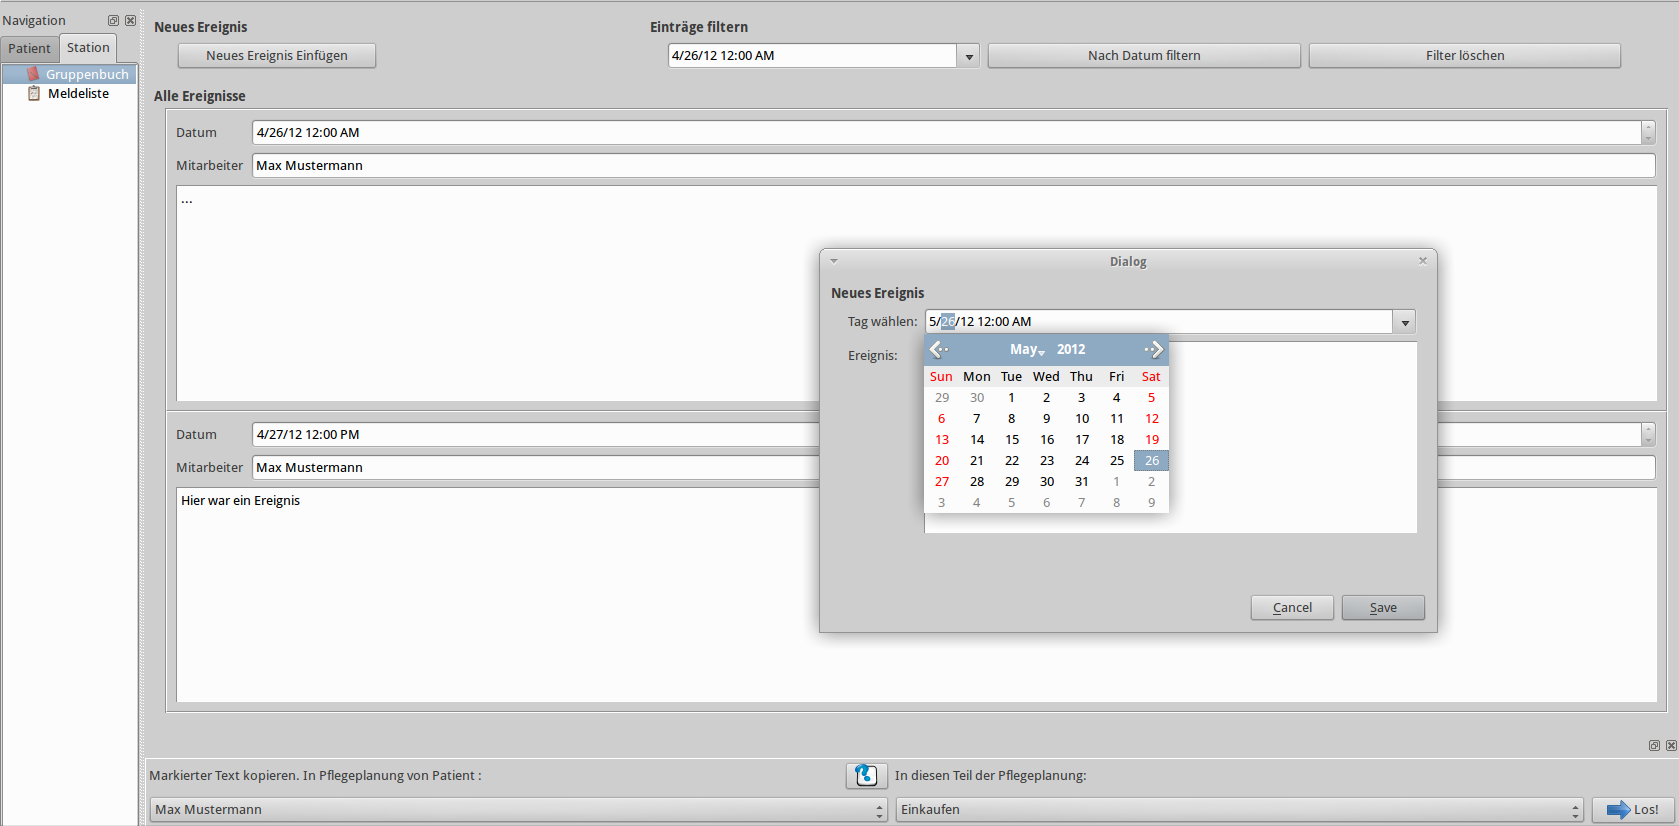 Navigation
Patient
Station
Gruppenbuch
Meldeliste
Neues Ereignis
Neues Ereignis Einfügen
Einträge filtern
4/26/12 12:00 AM
Nach Datum filtern
Filter löschen
Alle Ereignisse
Datum
4/26/12 12:00 AM
Mitarbeiter
Max Mustermann
...
Datum
4/27/12 12:00 PM
Mitarbeiter
Max Mustermann
Hier war ein Ereignis
Dialog
Neues Ereignis
Tag wählen:
5/26/12 12:00 AM
Ereignis:
May 2012
Sun Mon Tue Wed Thu Fri Sat
29 30 1 2 3 4 5
6 7 8 9 10 11 12
13 14 15 16 17 18 19
20 21 22 23 24 25 26
27 28 29 30 31 1 2
3 4 5 6 7 8 9
Cancel
Save
Markierter Text kopieren. In Pflegeplanung von Patient :
In diesen Teil der Pflegeplanung:
Max Mustermann
Einkaufen
Los!